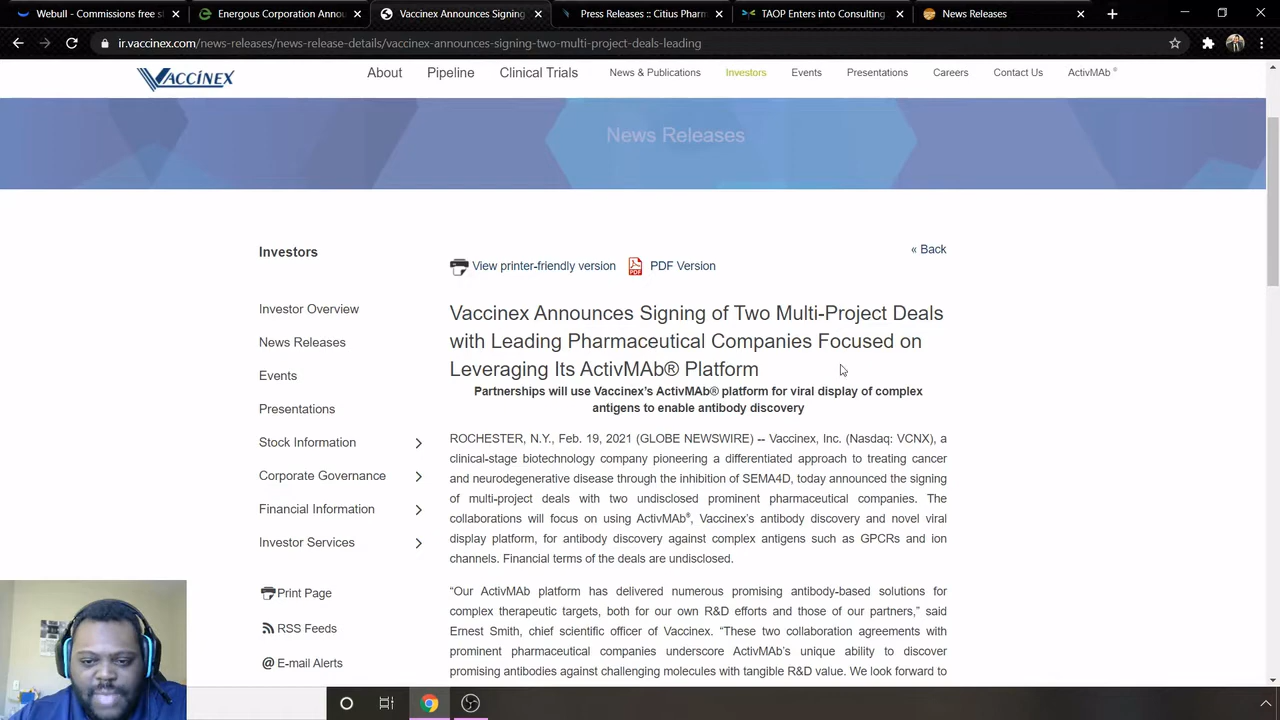 Webull - Commissions free s
Energous Corporation Annou
Vaccinex Announces Signing
Press Releases :: Citius Pharm
TAOP Enters into Consulting
News Releases
ir.vaccinex.com/news-releases/news-release-details/vaccinex-announces-signing-two-multi-project-deals-leading
VACCINEX
About
Pipeline
Clinical Trials
News & Publications
Investors
Events
Presentations
Careers
Contact Us
ActivMAb ®
News Releases
Investors
« Back
View printer-friendly version
PDF Version
Investor Overview
News Releases
Events
Presentations
Stock Information
Corporate Governance
Financial Information
Investor Services
Print Page
RSS Feeds
@ E-mail Alerts
Vaccinex Announces Signing of Two Multi-Project Deals
with Leading Pharmaceutical Companies Focused on
Leveraging Its ActivMAb® Platform
Partnerships will use Vaccinex’s ActivMAb® platform for viral display of complex
antigens to enable antibody discovery
ROCHESTER, N.Y., Feb. 19, 2021 (GLOBE NEWSWIRE) -- Vaccinex, Inc. (Nasdaq: VCNX), a
clinical-stage biotechnology company pioneering a differentiated approach to treating cancer
and neurodegenerative disease through the inhibition of SEMA4D, today announced the signing
of multi-project deals with two undisclosed prominent pharmaceutical companies. The
collaborations will focus on using ActivMAb®, Vaccinex’s antibody discovery and novel viral
display platform, for antibody discovery against complex antigens such as GPCRs and ion
channels. Financial terms of the deals are undisclosed.
“Our ActivMAb platform has delivered numerous promising antibody-based solutions for
complex therapeutic targets, both for our own R&D efforts and those of our partners,” said
Ernest Smith, chief scientific officer of Vaccinex. “These two collaboration agreements with
prominent pharmaceutical companies underscore ActivMAb’s unique ability to discover
promising antibodies against challenging molecules with tangible R&D value. We look forward to